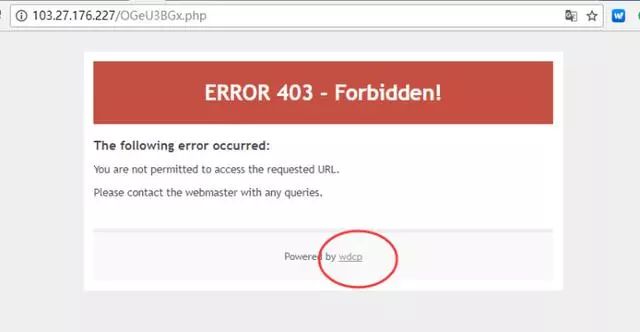 103.27.176.227/OGeU3BGx.php
ERROR 403 - Forbidden!
The following error occurred:
You are not permitted to access the requested URL.
Please contact the webmaster with any queries.
Powered by wdcp